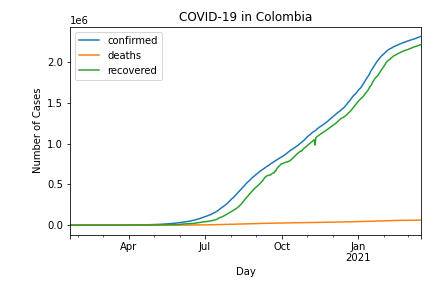 COVID-19 in Colombia
1e6
confirmed
deaths
recovered
2.0
1.5
1.0
0.5
0.0
Number of Cases
Apr Jul Oct Jan
2021
Day